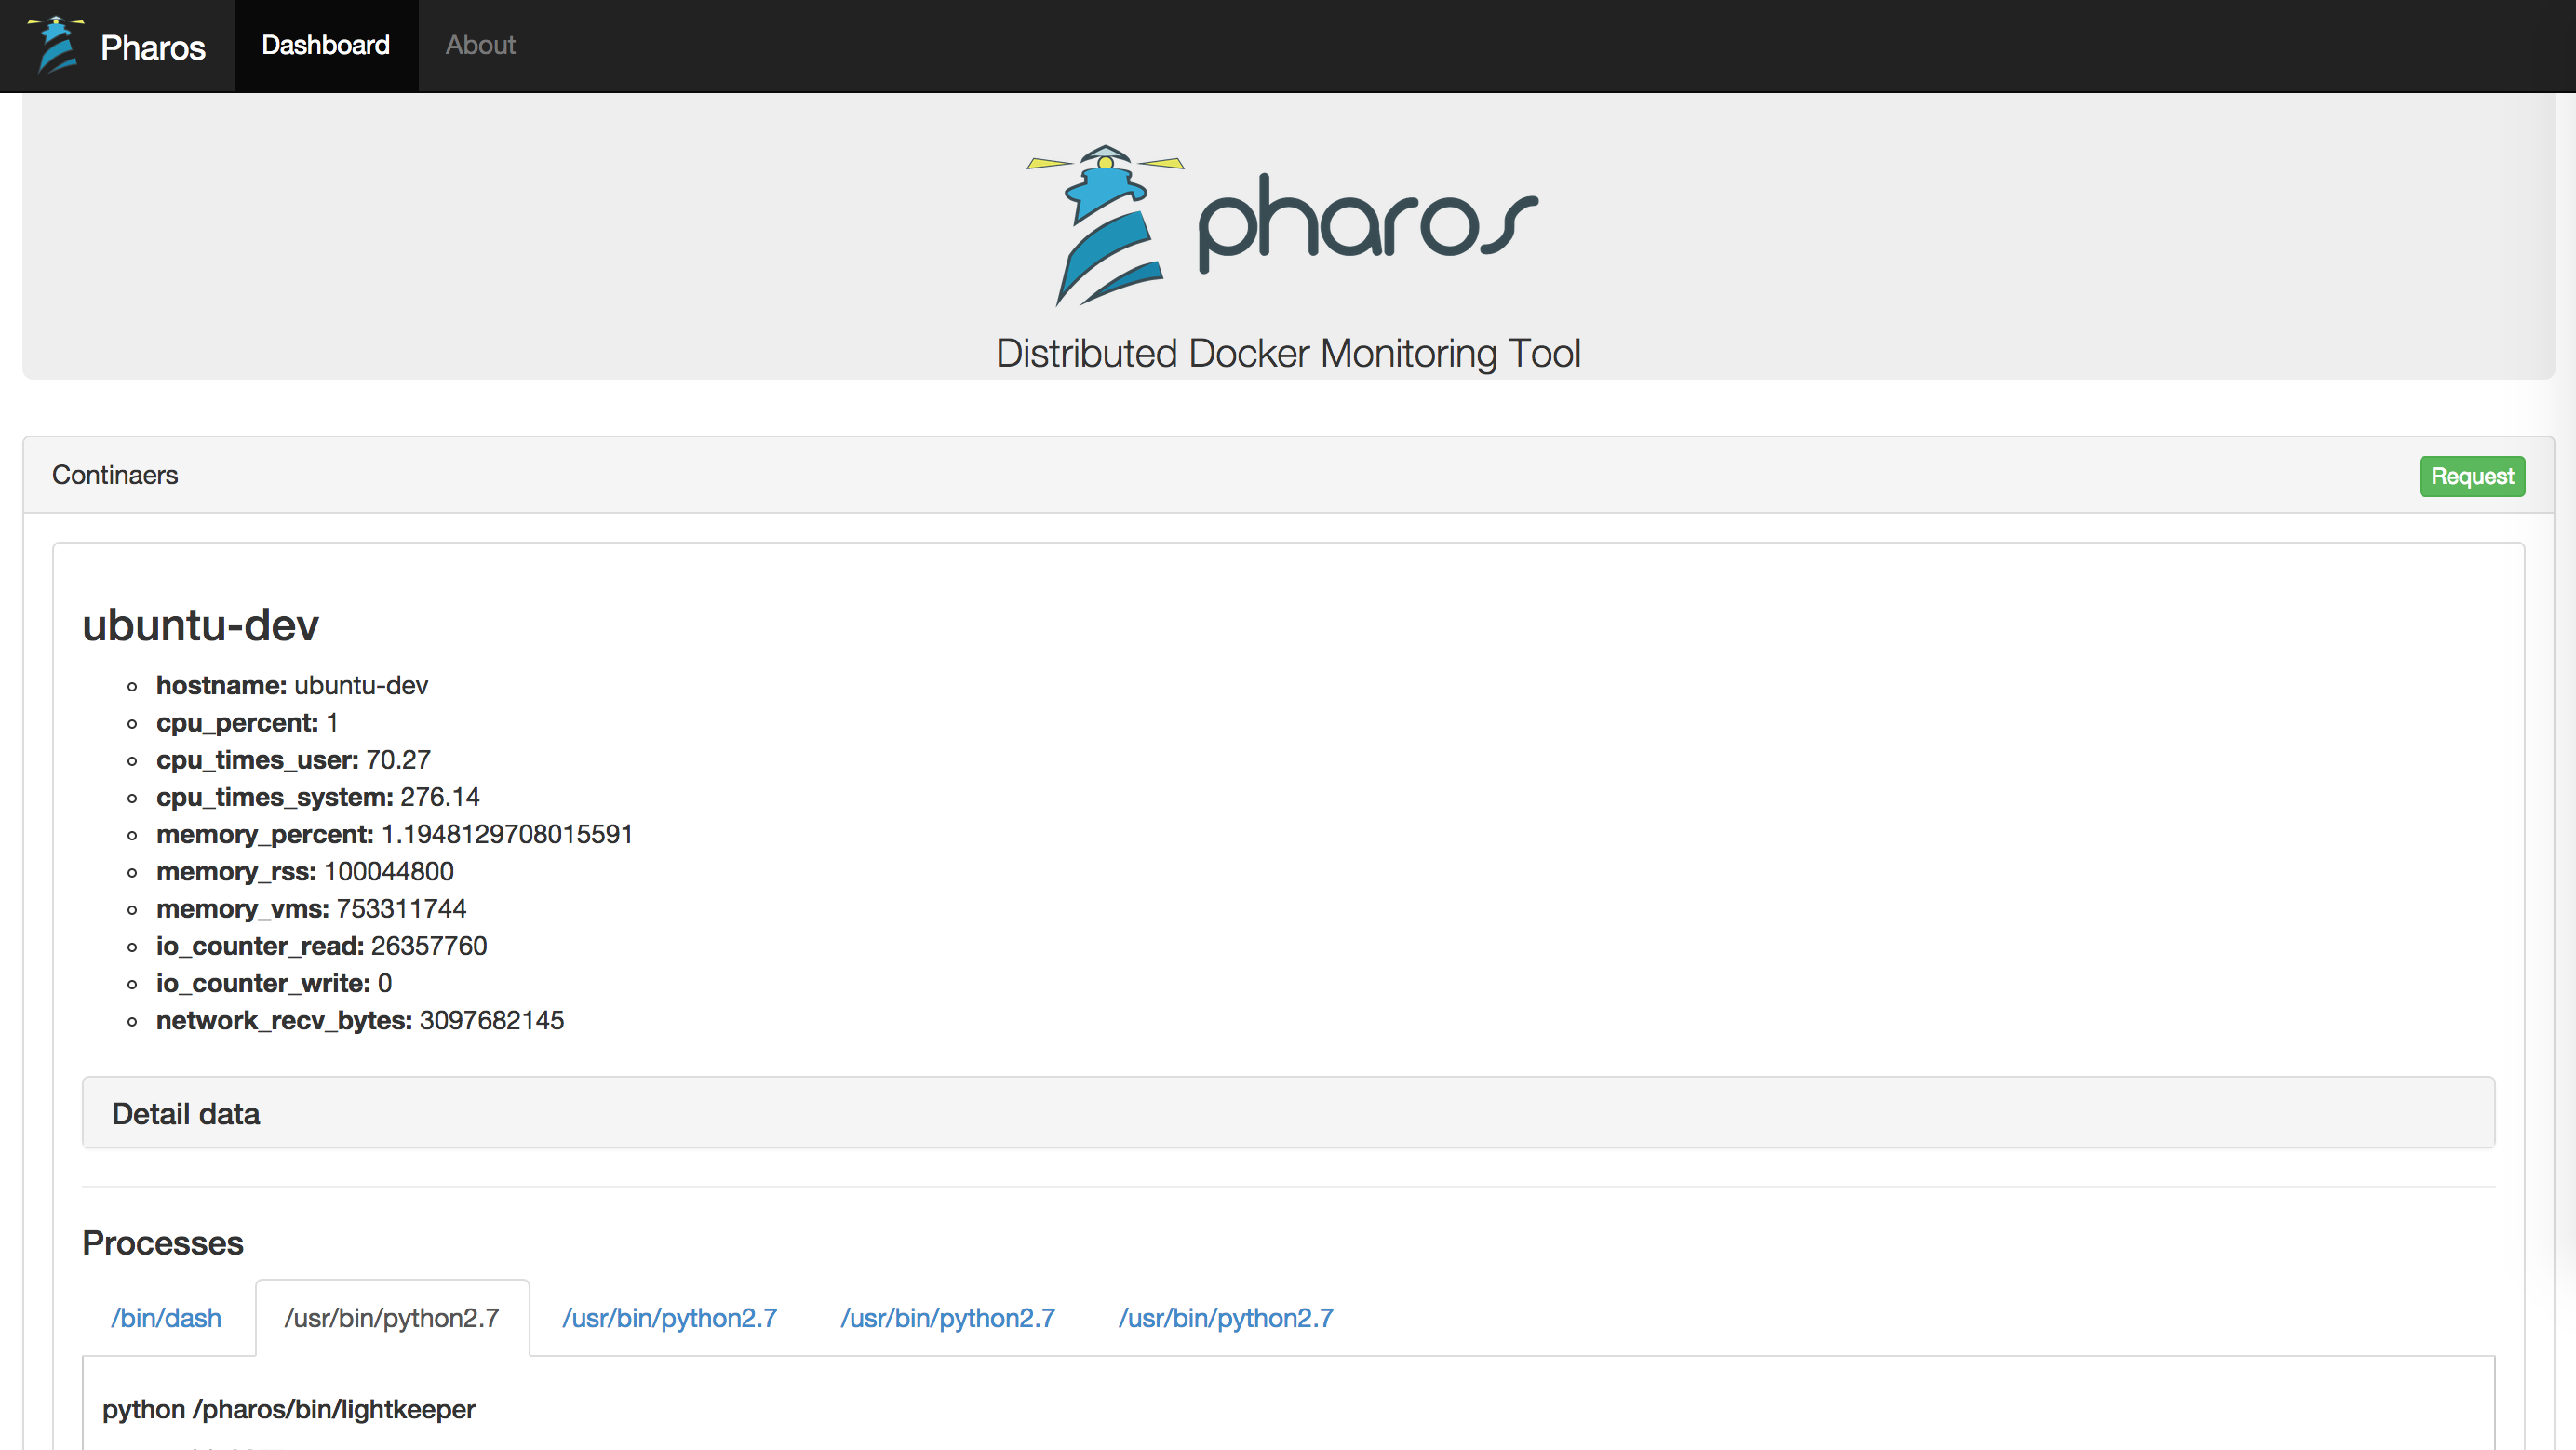 Pharos Dashboard About
pharos
Distributed Docker Monitoring Tool
Continaers Request
ubuntu-dev
hostname: ubuntu-dev
cpu_percent: 1
cpu_times_user: 70.27
cpu_times_system: 276.14
memory_percent: 1.1948129708015591
memory_rss: 100044800
memory_vms: 753311744
io_counter_read: 26357760
io_counter_write: 0
network_recv_bytes: 3097682145
Detail data
Processes
/bin/dash /usr/bin/python2.7 /usr/bin/python2.7 /usr/bin/python2.7 /usr/bin/python2.7
python /pharos/bin/lightkeeper